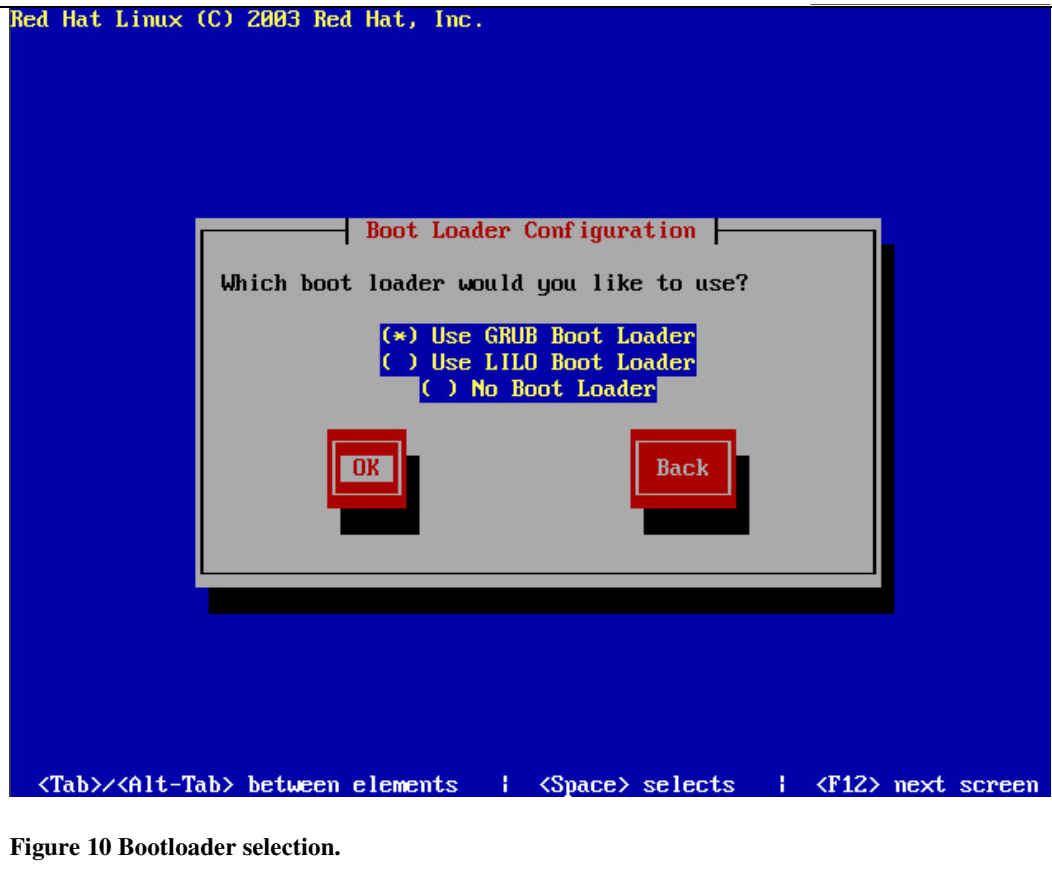 Red Hat Linux (C) 2003 Red Hat, Inc.
Boot Loader Configuration
Which boot loader would you like to use?
(*) Use GRUB Boot Loader
( ) Use LILO Boot Loader
( ) No Boot Loader
OK Back
<Tab>/<Alt-Tab> between elements ¦ <Space> selects ¦ <F12> next screen
Figure 10 Bootloader selection.